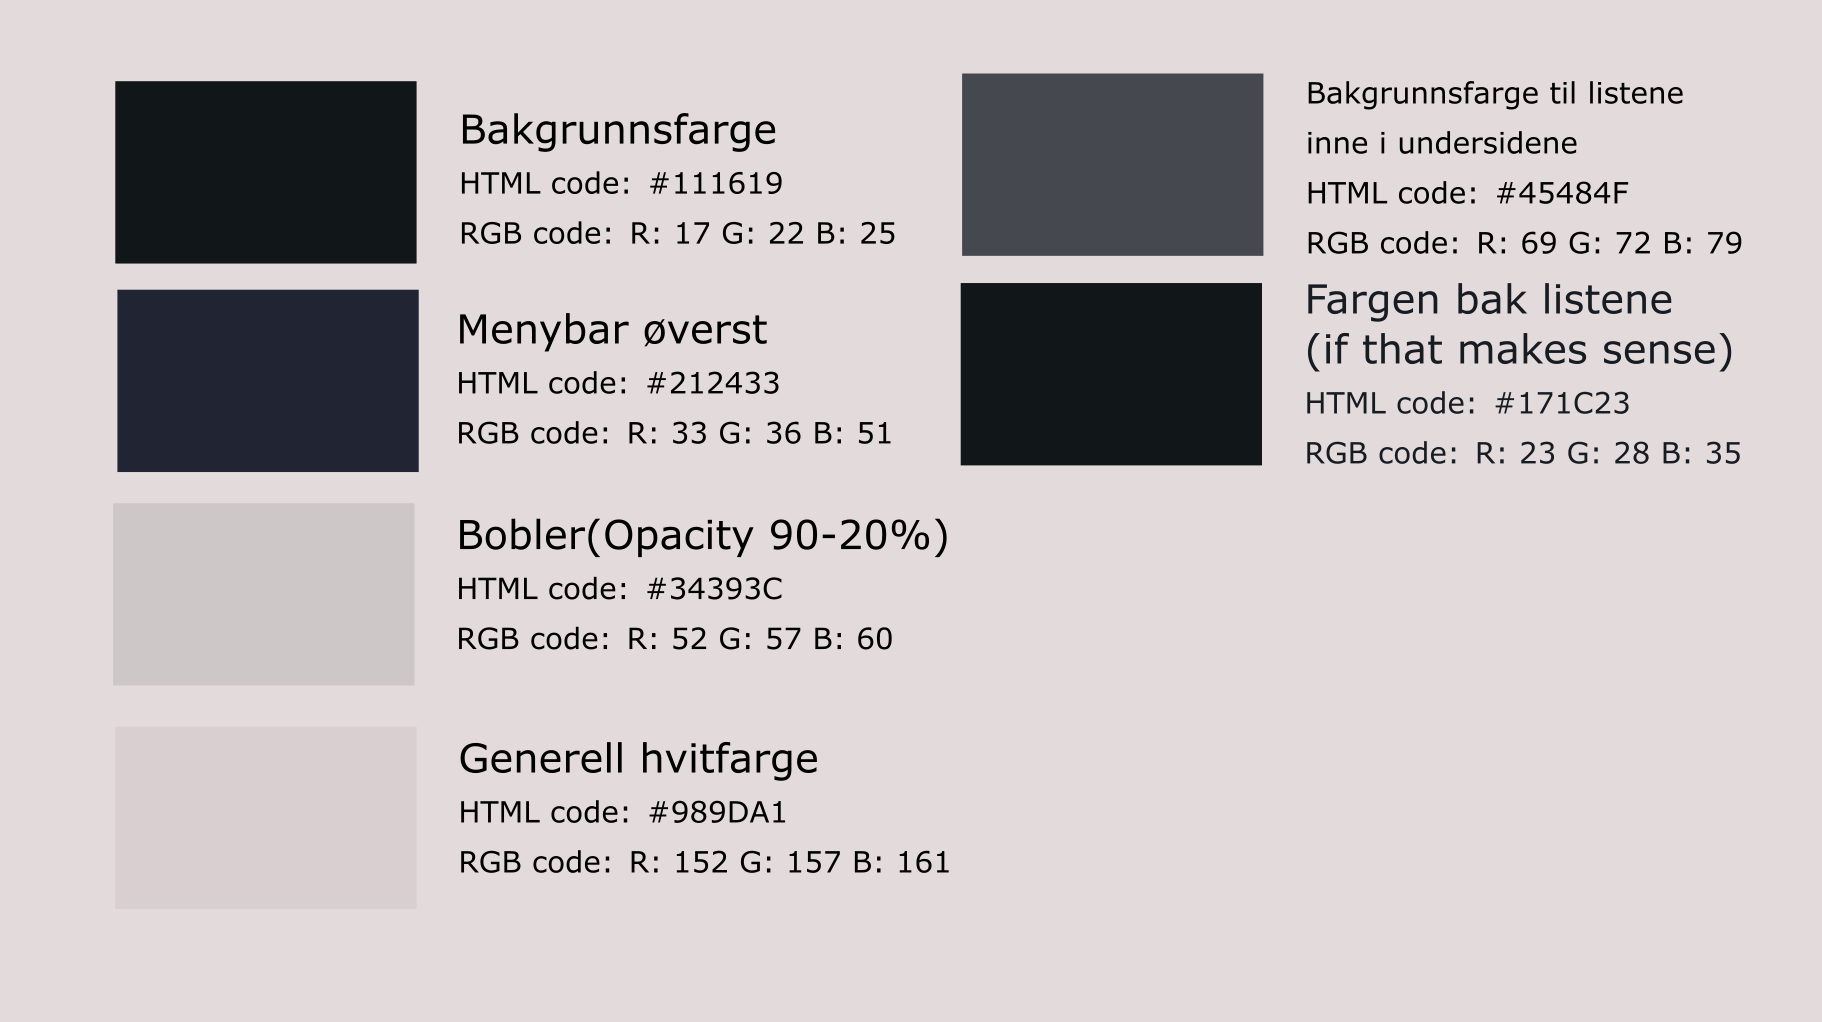 Bakgrunnsfarge
HTML code: #111619
RGB code: R: 17 G: 22 B: 25
Menybar øverst
HTML code: #212433
RGB code: R: 33 G: 36 B: 51
Bobler(Opacity 90-20%)
HTML code: #34393C
RGB code: R: 52 G: 57 B: 60
Generell hvitfarge
HTML code: #989DA1
RGB code: R: 152 G: 157 B: 161
Bakgrunnsfarge til listene
inne i undersidene
HTML code: #45484F
RGB code: R: 69 G: 72 B: 79
Fargen bak listene
(if that makes sense)
HTML code: #171C23
RGB code: R: 23 G: 28 B: 35